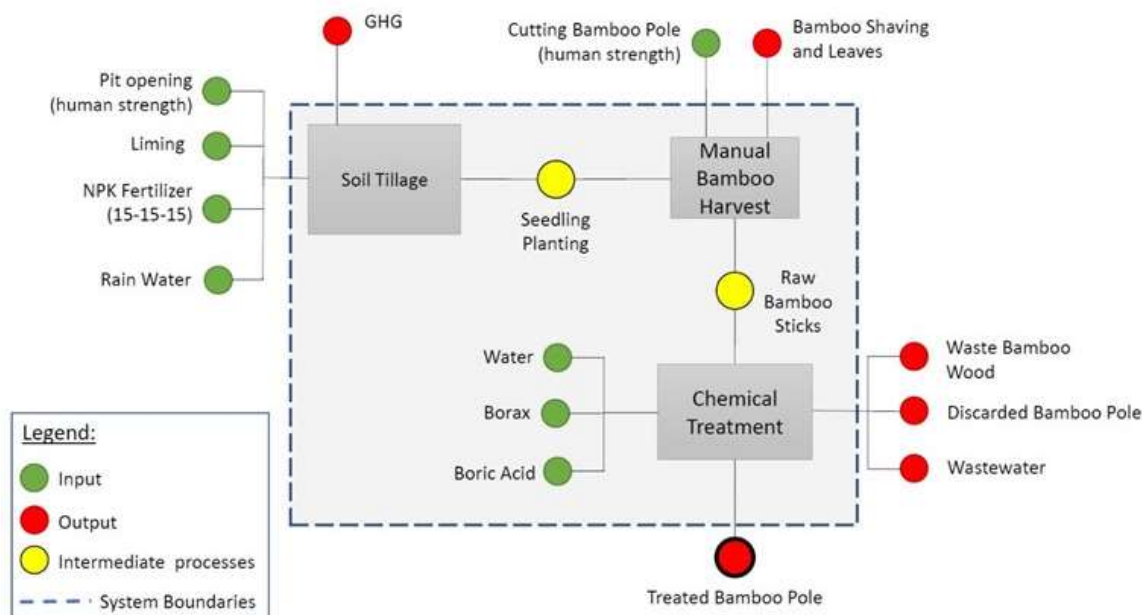 GHG
Cutting Bamboo Pole
(human strength)
Bamboo Shaving
and Leaves
Pit opening
(human strength)
Liming
NPK Fertilizer
(15-15-15)
Rain Water
Soil Tillage
Seedling
Planting
Manual
Bamboo
Harvest
Raw
Bamboo
Sticks
Water
Borax
Boric Acid
Chemical
Treatment
Waste Bamboo
Wood
Discarded Bamboo Pole
Wastewater
Treated Bamboo Pole
Legend:
Input
Output
Intermediate processes
System Boundaries